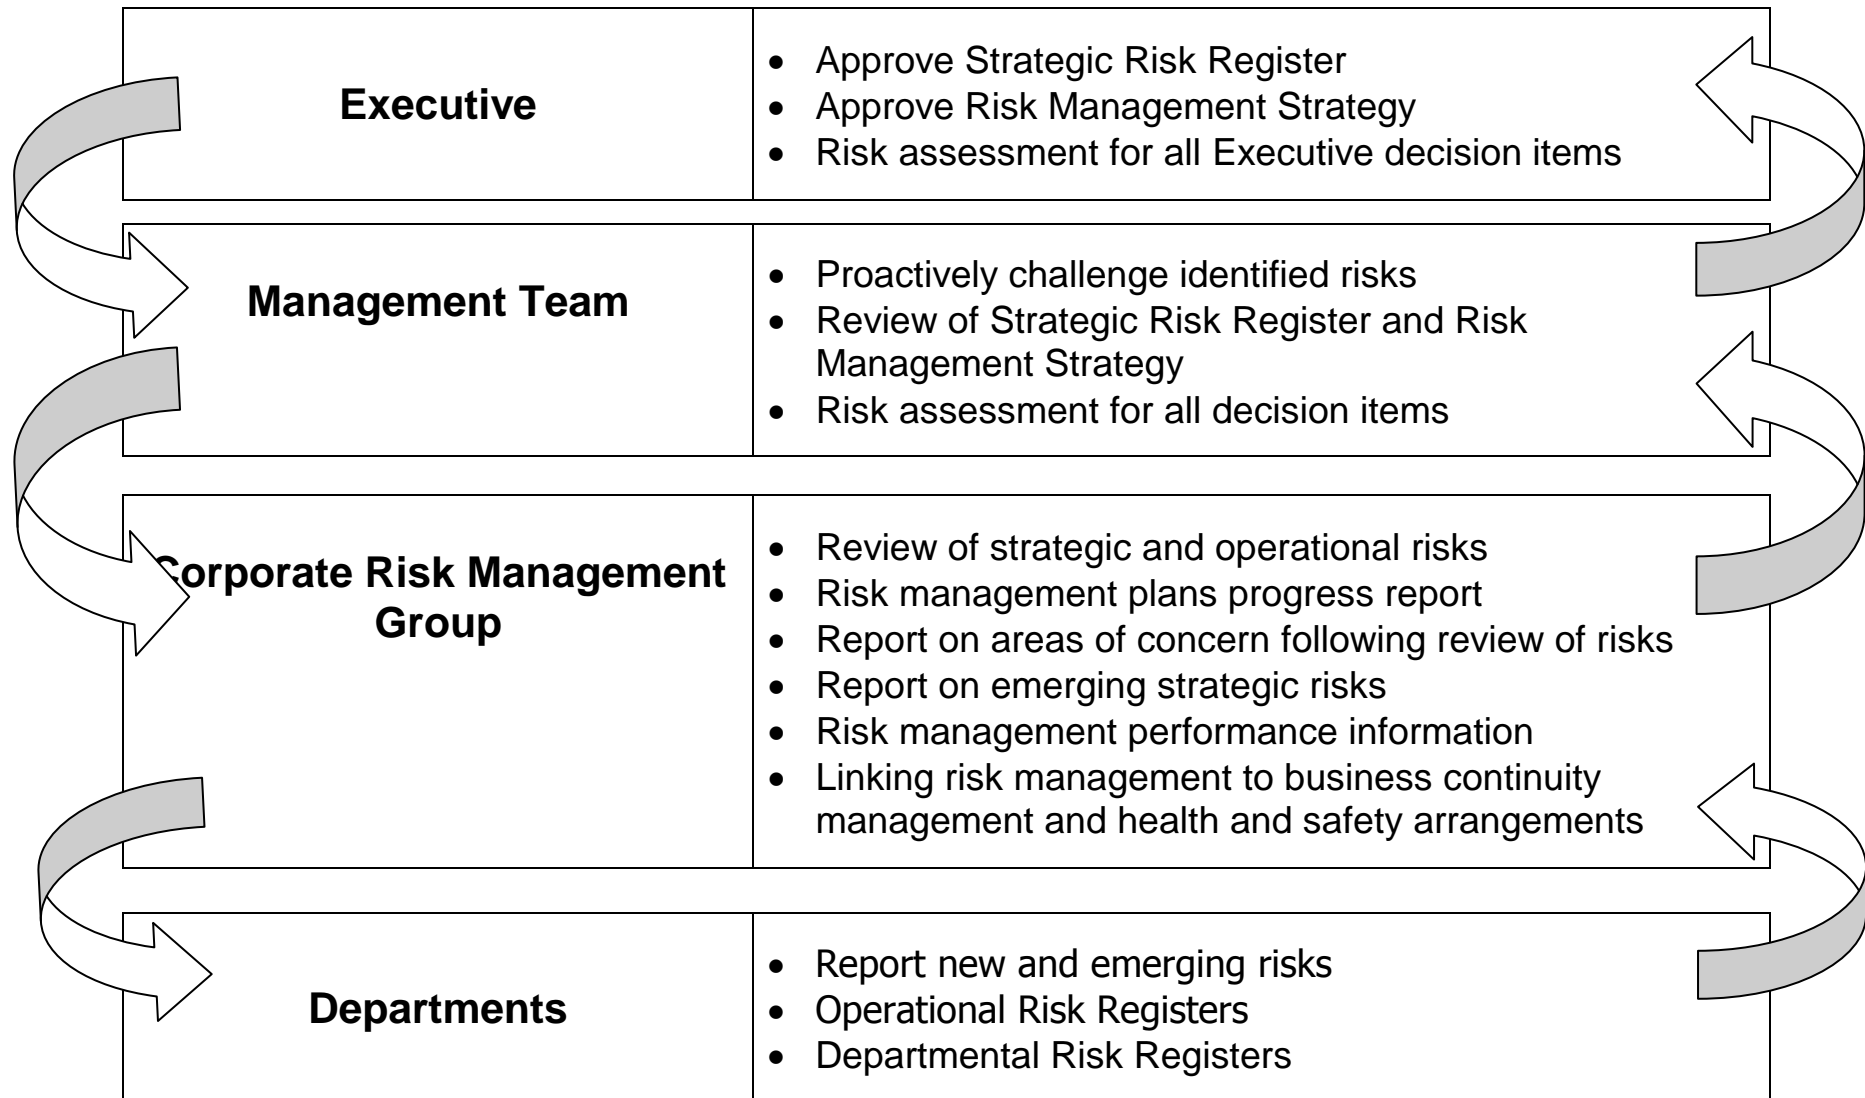 Executive
• Approve Strategic Risk Register
• Approve Risk Management Strategy
• Risk assessment for all Executive decision items
Management Team
• Proactively challenge identified risks
• Review of Strategic Risk Register and Risk
Management Strategy
• Risk assessment for all decision items
Corporate Risk Management
Group
• Review of strategic and operational risks
• Risk management plans progress report
• Report on areas of concern following review of risks
• Report on emerging strategic risks
• Risk management performance information
• Linking risk management to business continuity
management and health and safety arrangements
Departments
• Report new and emerging risks
• Operational Risk Registers
• Departmental Risk Registers